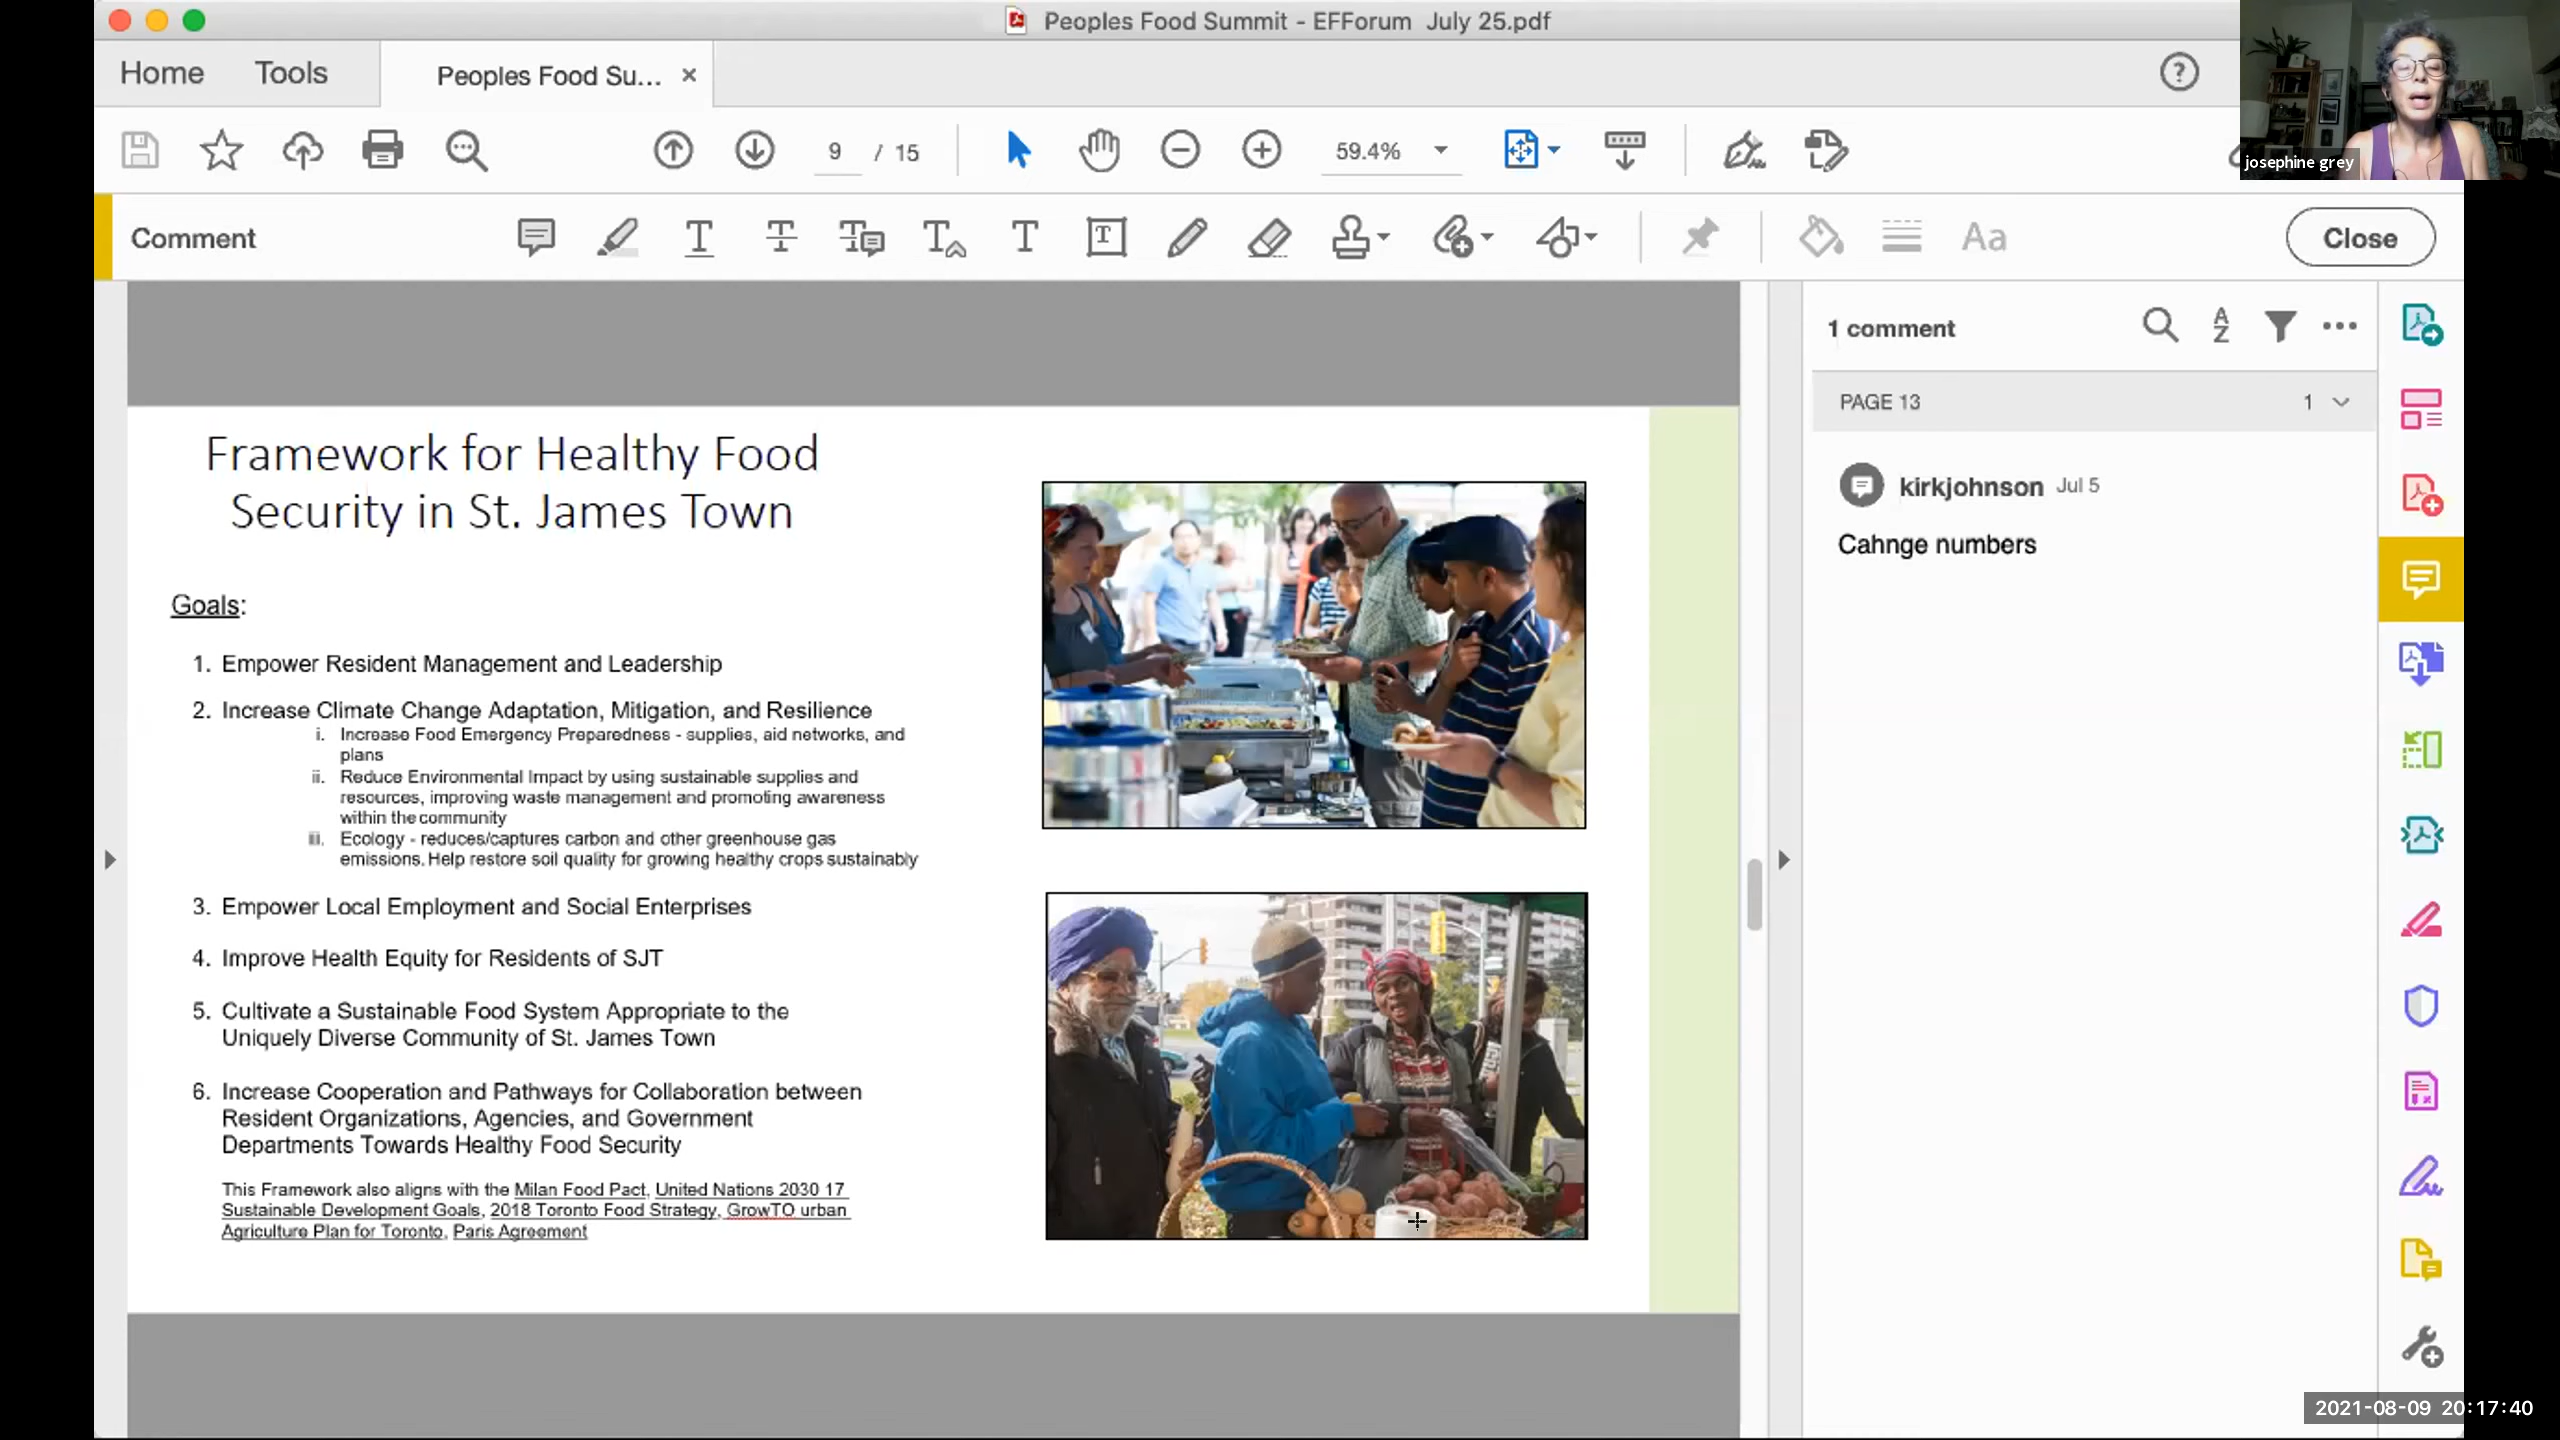 Peoples Food Summit - EFForum July 25.pdf
Home
Tools
Peoples Food Su...
josephine grey
9 / 15
59.4%
Comment
Close
1 comment
PAGE 13
1
kirkjohnson Jul 5
Cahnge numbers
Framework for Healthy Food
Security in St. James Town
Goals:
1. Empower Resident Management and Leadership
2. Increase Climate Change Adaptation, Mitigation, and Resilience
i. Increase Food Emergency Preparedness - supplies, aid networks, and
plans
ii. Reduce Environmental Impact by using sustainable supplies and
resources, improving waste management and promoting awareness
within the community
iii. Ecology - reduces/captures carbon and other greenhouse gas
emissions. Help restore soil quality for growing healthy crops sustainably
3. Empower Local Employment and Social Enterprises
4. Improve Health Equity for Residents of SJT
5. Cultivate a Sustainable Food System Appropriate to the
Uniquely Diverse Community of St. James Town
6. Increase Cooperation and Pathways for Collaboration between
Resident Organizations, Agencies, and Government
Departments Towards Healthy Food Security
This Framework also aligns with the Milan Food Pact, United Nations 2030 17
Sustainable Development Goals, 2018 Toronto Food Strategy, GrowTO urban
Agriculture Plan for Toronto, Paris Agreement
2021-08-09 20:17:40